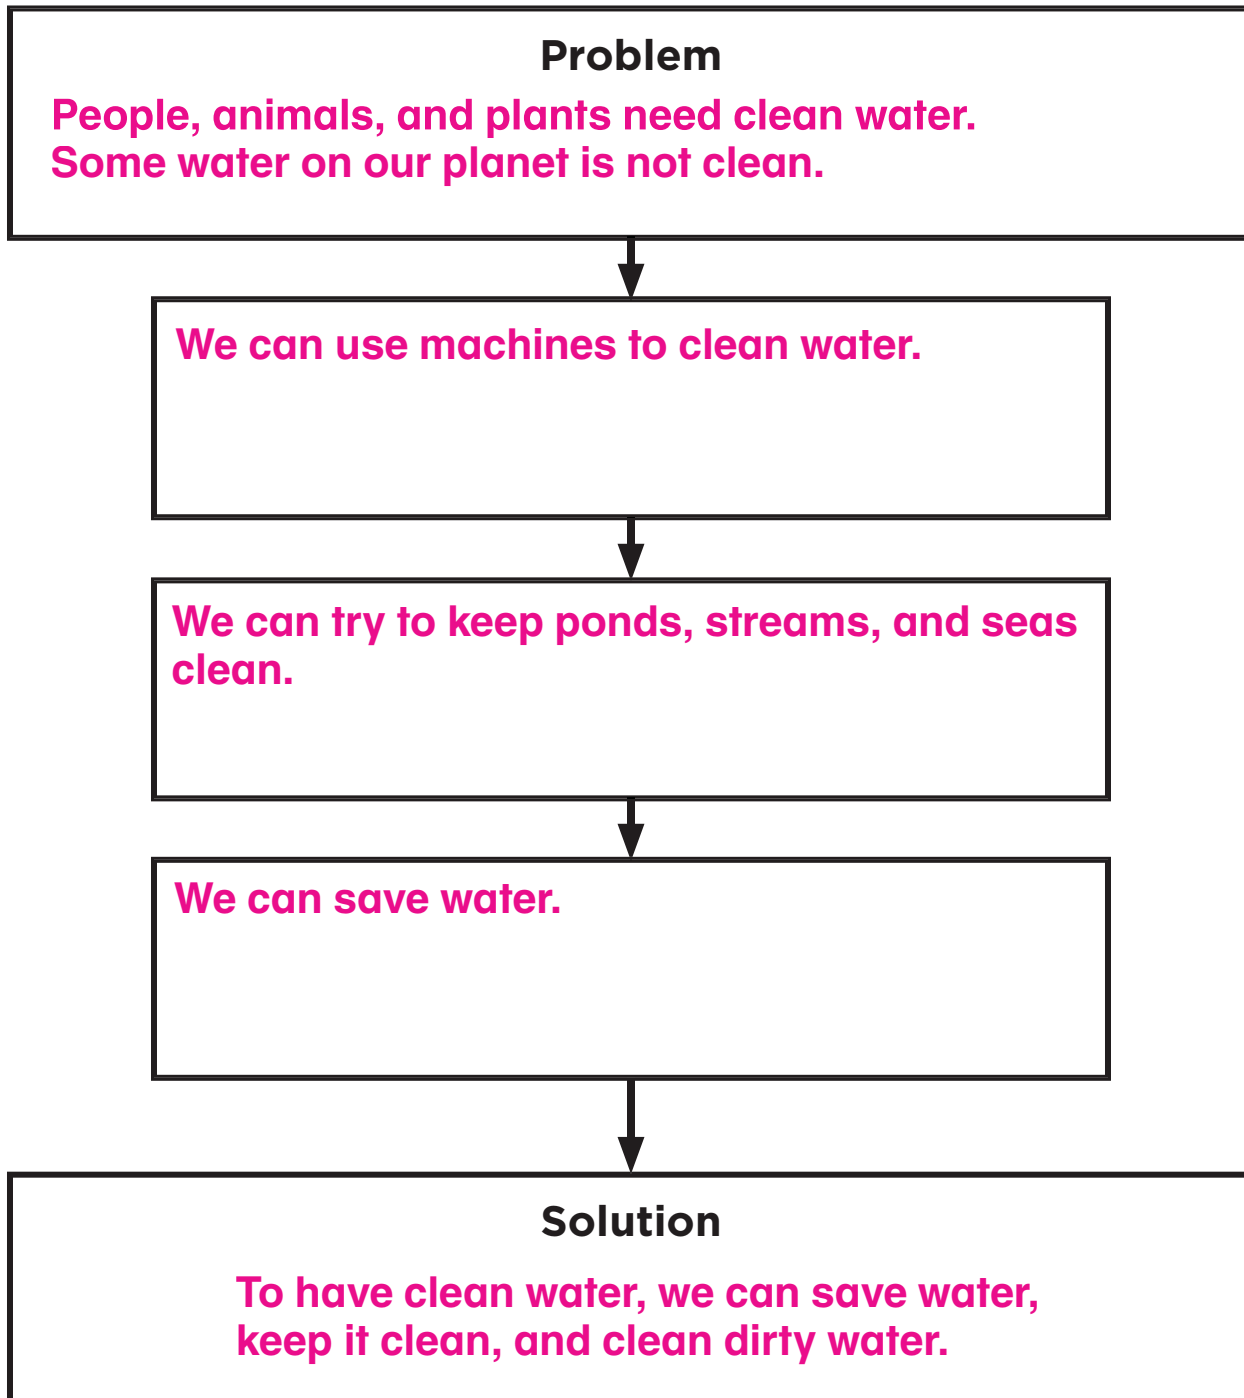 Problem
People, animals, and plants need clean water.
Some water on our planet is not clean.
We can use machines to clean water.
We can try to keep ponds, streams, and seas
clean.
We can save water.
Solution
To have clean water, we can save water,
keep it clean, and clean dirty water.